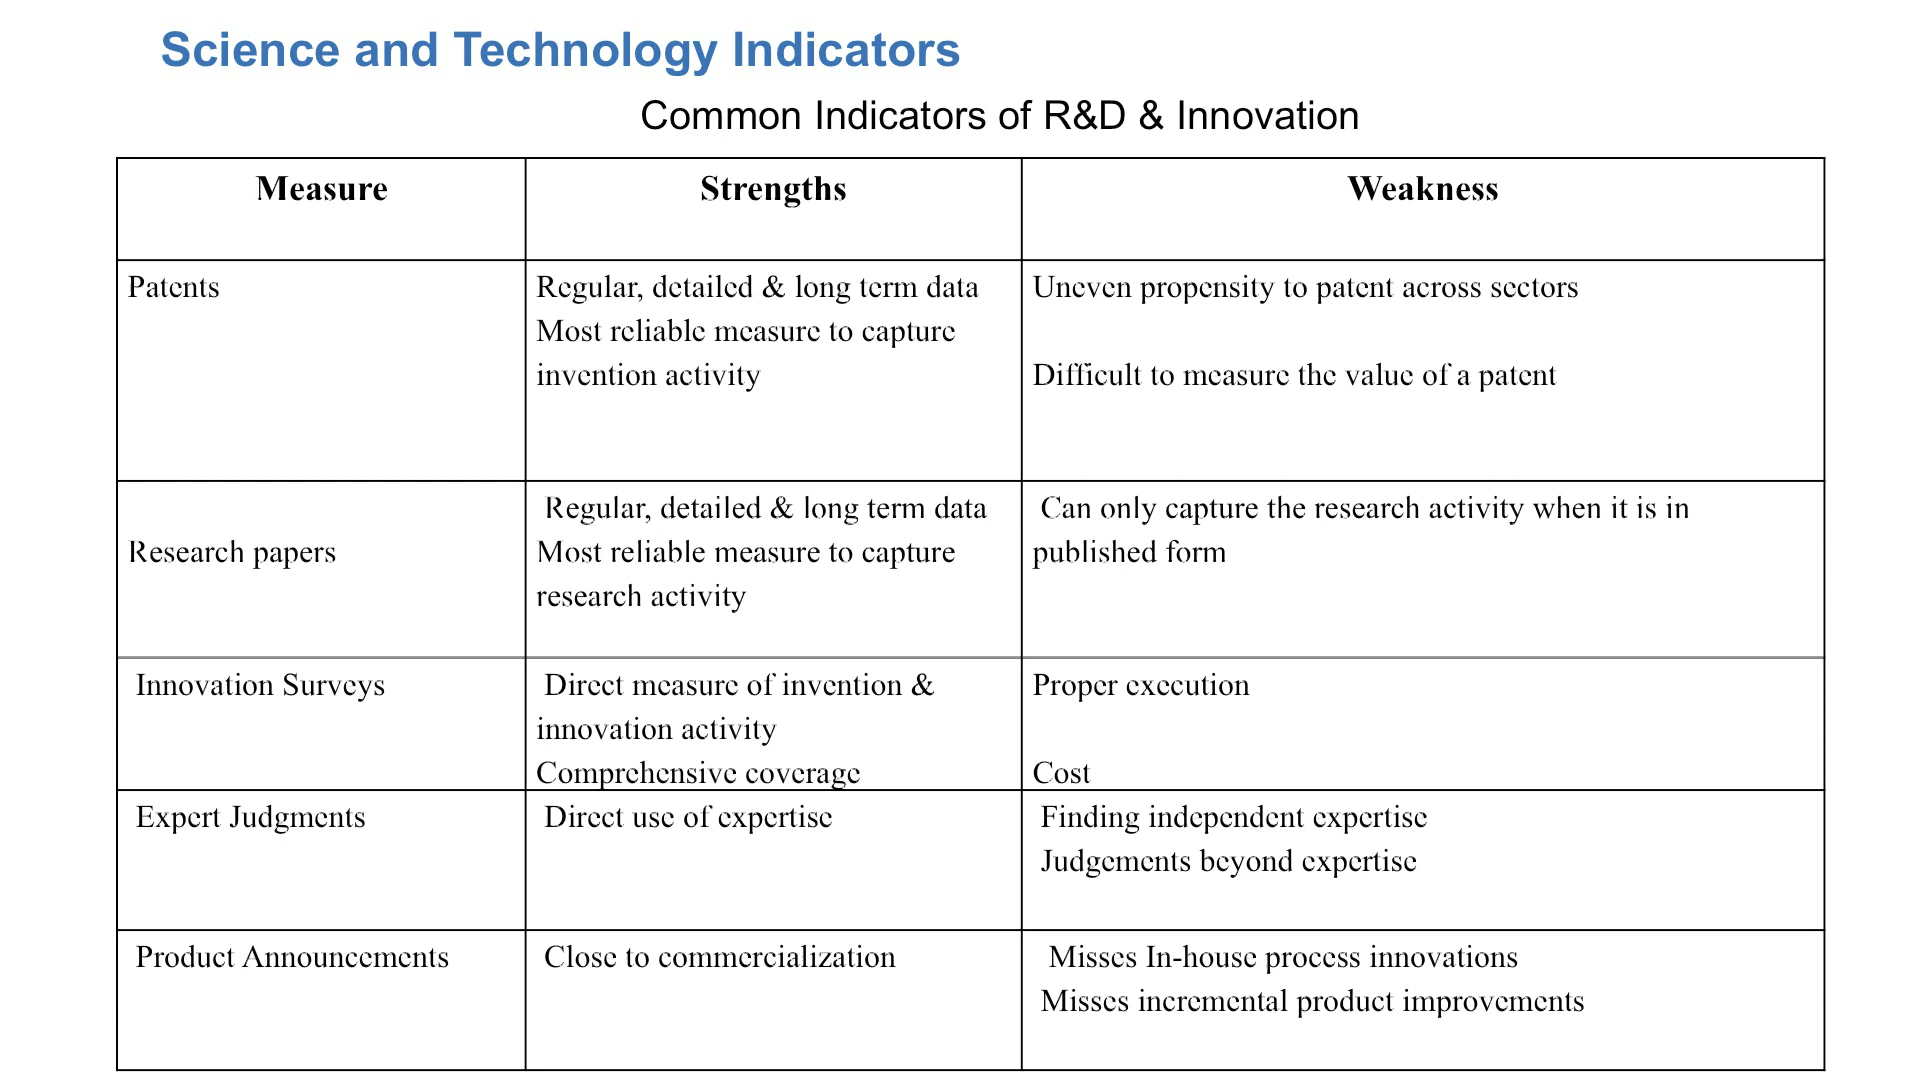 Science and Technology Indicators
Common Indicators of R&D & Innovation
Measure
Strengths
Weakness
Patents
Regular, detailed & long term data
Most reliable measure to capture
invention activity
Uneven propensity to patent across sectors
Difficult to measure the value of a patent
Research papers
Regular, detailed & long term data
Most reliable measure to capture
research activity
Can only capture the research activity when it is in
published form
Innovation Surveys
Direct measure of invention &
innovation activity
Comprehensive coverage
Proper execution
Cost
Expert Judgments
Direct use of expertise
Finding independent expertise
Judgements beyond expertise
Product Announcements
Close to commercialization
Misses In-house process innovations
Misses incremental product improvements